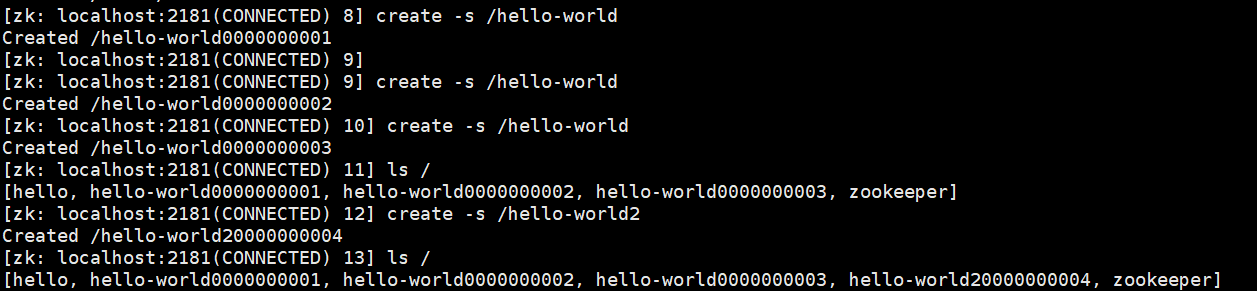 [zk: localhost:2181(CONNECTED) 8] create -s /hello-world
Created /hello-world0000000001
[zk: localhost:2181(CONNECTED) 9]
[zk: localhost:2181(CONNECTED) 9] create -s /hello-world
Created /hello-world0000000002
[zk: localhost:2181(CONNECTED) 10] create -s /hello-world
Created /hello-world0000000003
[zk: localhost:2181(CONNECTED) 11] ls /
[hello, hello-world0000000001, hello-world0000000002, hello-world0000000003, zookeeper]
[zk: localhost:2181(CONNECTED) 12] create -s /hello-world2
Created /hello-world20000000004
[zk: localhost:2181(CONNECTED) 13] ls /
[hello, hello-world0000000001, hello-world0000000002, hello-world0000000003, hello-world20000000004, zookeeper]